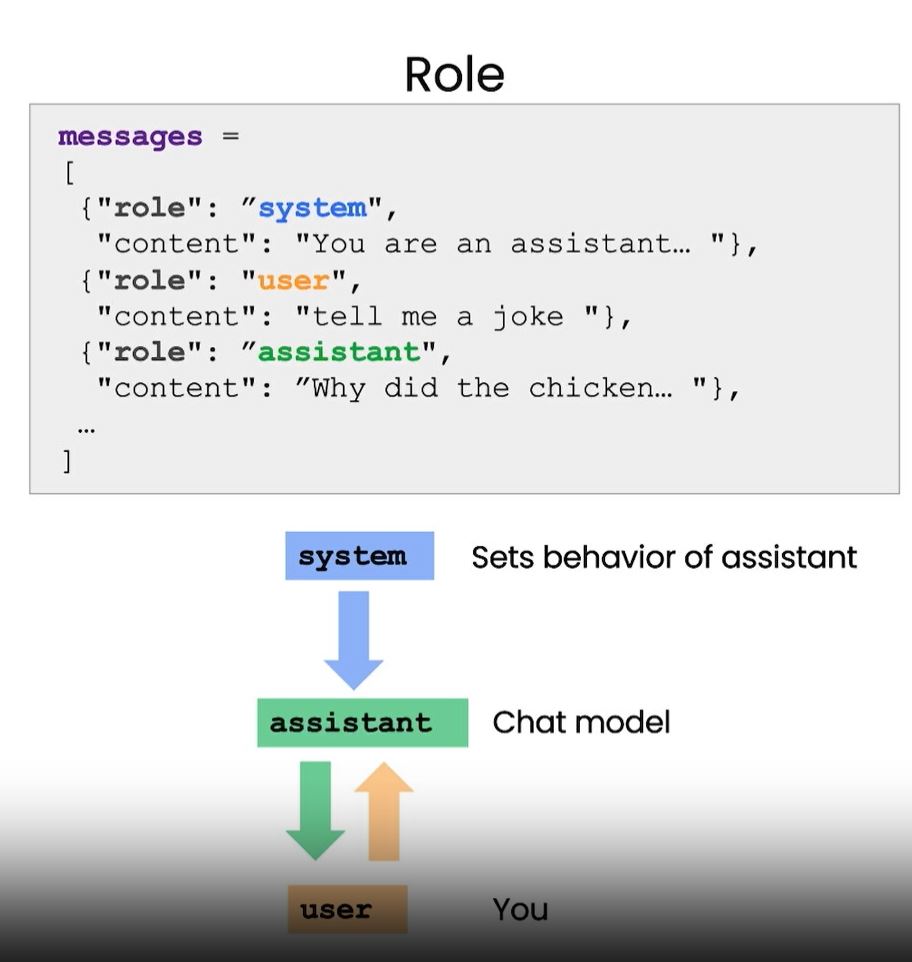 Role
messages =
[
{"role": "system",
"content": "You are an assistant… "},
{"role": "user",
"content": "tell me a joke "},
{"role": "assistant",
"content": "Why did the chicken… "},
…
]
system Sets behavior of assistant
assistant Chat model
user You